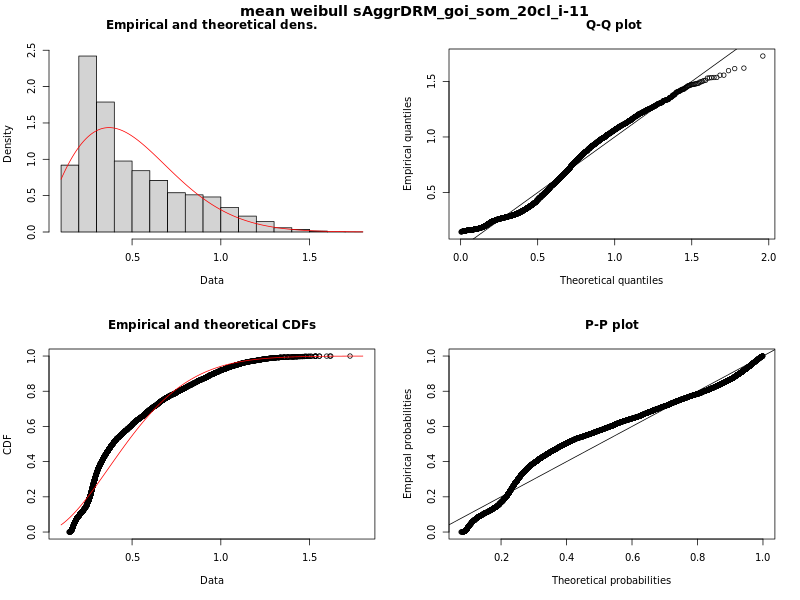 mean weibull sAggrDRM_goi_som_20cl_i-11
Empirical and theoretical dens.
Density
0.0 0.5 1.0 1.5 2.0 2.5
0.5 1.0 1.5
Data
Q-Q plot
Empirical quantiles
0.5 1.0 1.5
0.0 0.5 1.0 1.5 2.0
Theoretical quantiles
Empirical and theoretical CDFs
CDF
0.0 0.2 0.4 0.6 0.8 1.0
0.5 1.0 1.5
Data
P-P plot
Empirical probabilities
0.0 0.2 0.4 0.6 0.8 1.0
0.2 0.4 0.6 0.8 1.0
Theoretical probabilities